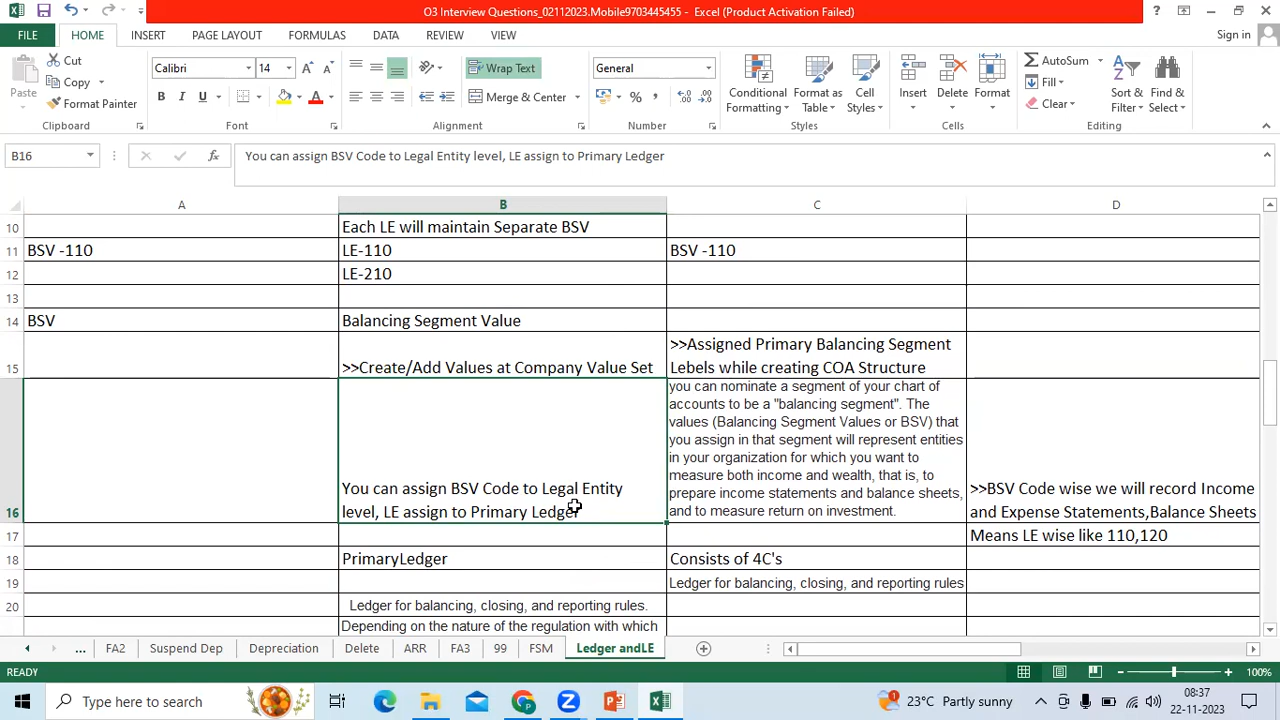 O3 Interview Questions_02112023.Mobile9703445455 - Excel (Product Activation Failed)
FILE HOME INSERT PAGE LAYOUT FORMULAS DATA REVIEW VIEW Sign in
Paste
Cut
Copy
Format Painter
Calibri 14
B I U
Wrap Text
Merge & Center
General
Conditional Formatting
Format as Table
Cell Styles
Insert
Delete
Format
AutoSum
Fill
Clear
Sort & Filter
Find & Select
Clipboard Font Alignment Number Styles Cells Editing
B16 fx You can assign BSV Code to Legal Entity level, LE assign to Primary Ledger
A B C D
10 Each LE will maintain Separate BSV
11 BSV -110 LE-110 BSV -110
12 LE-210
13
14 BSV Balancing Segment Value
15 >>Create/Add Values at Company Value Set
>>Assigned Primary Balancing Segment
Lebels while creating COA Structure
16
You can assign BSV Code to Legal Entity
level, LE assign to Primary Ledger
you can nominate a segment of your chart of
accounts to be a "balancing segment". The
values (Balancing Segment Values or BSV) that
you assign in that segment will represent entities
in your organization for which you want to
measure both income and wealth, that is, to
prepare income statements and balance sheets,
and to measure return on investment.
>>BSV Code wise we will record Income
and Expense Statements,Balance Sheets
17 Means LE wise like 110,120
18 PrimaryLedger Consists of 4C's
19 Ledger for balancing, closing, and reporting rules
20 Ledger for balancing, closing, and reporting rules.
Depending on the nature of the regulation with which
... FA2 Suspend Dep Depreciation Delete ARR FA3 99 FSM Ledger andLE
READY 100%
Type here to search
23°C Partly sunny
08:37
22-11-2023